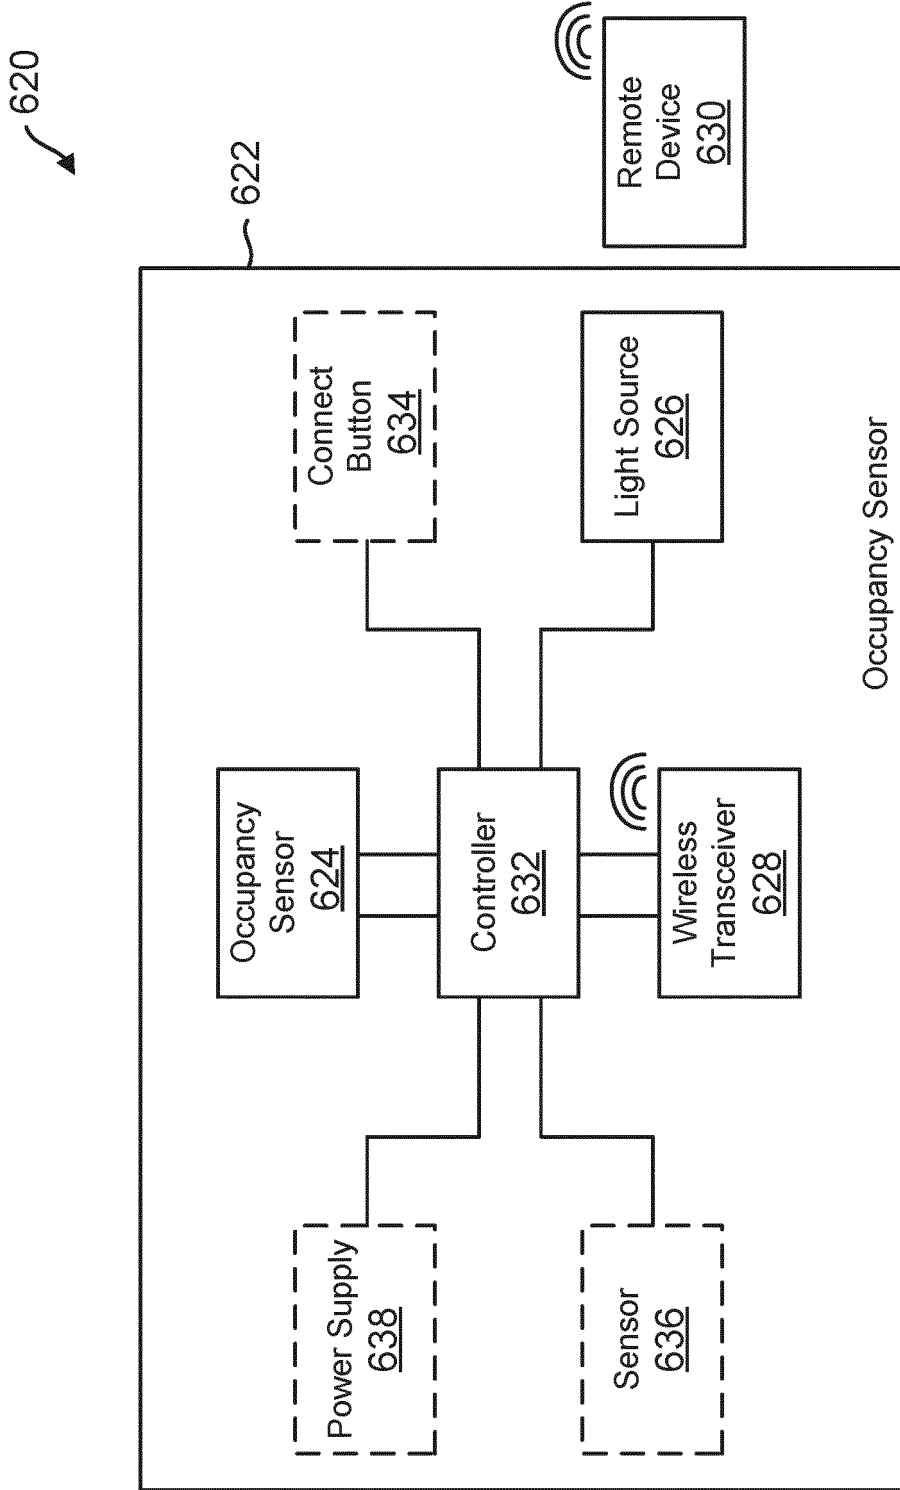 620
622
Occupancy
Sensor
624
Power Supply
638
Connect
Button
634
Controller
632
Sensor
636
Wireless
Transceiver
628
Light Source
626
Remote
Device
630
Occupancy Sensor